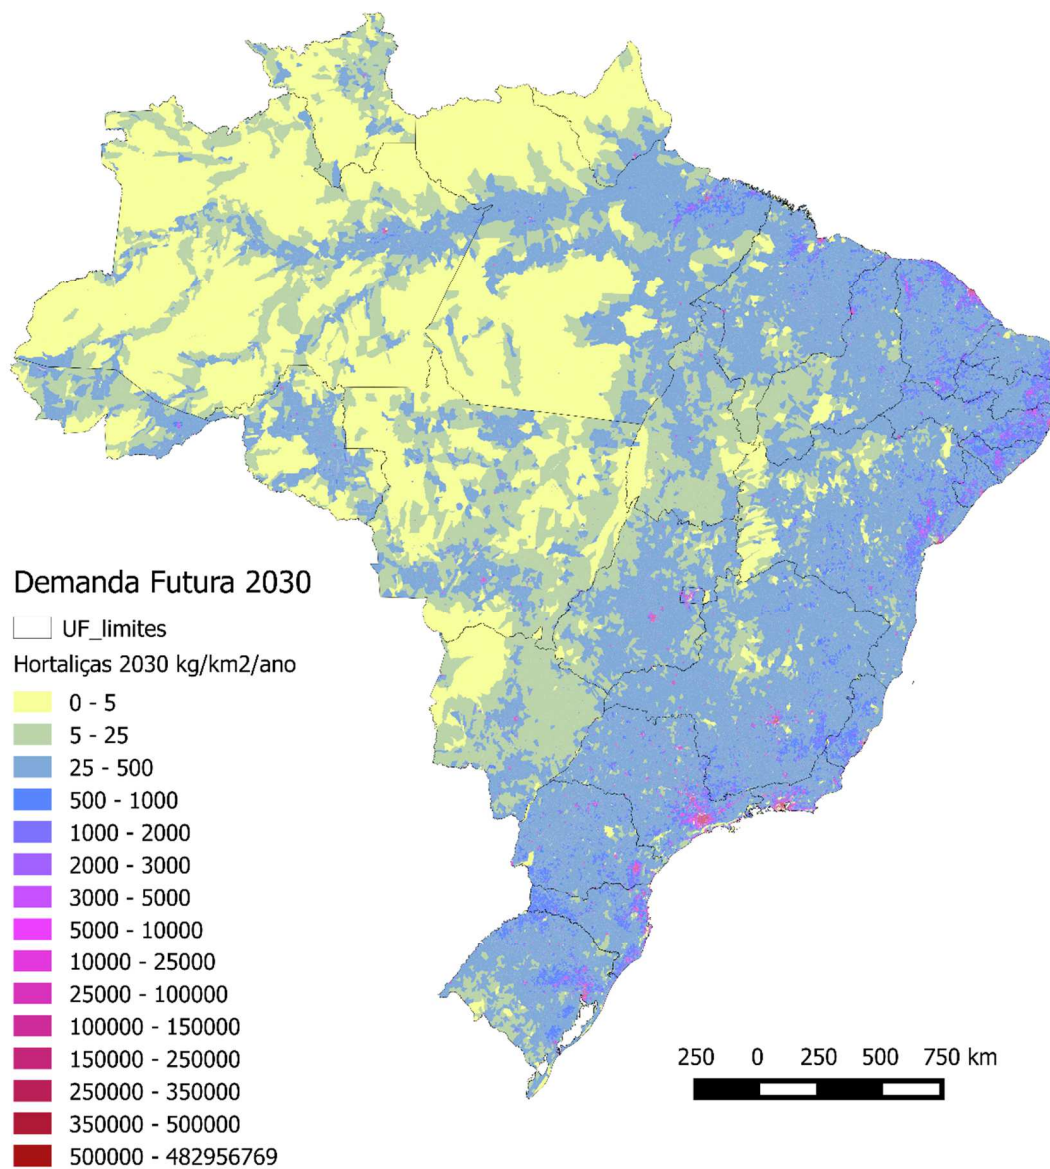 Demanda Futura 2030
UF_limites
Hortaliças 2030 kg/km2/ano
0 - 5
5 - 25
25 - 500
500 - 1000
1000 - 2000
2000 - 3000
3000 - 5000
5000 - 10000
10000 - 25000
25000 - 100000
100000 - 150000
150000 - 250000
250000 - 350000
350000 - 500000
500000 - 482956769
250 0 250 500 750 km